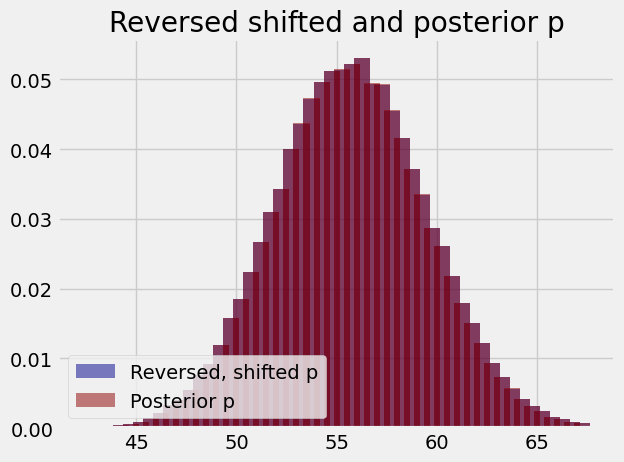 Reversed shifted and posterior p
0.05
0.04
0.03
0.02
0.01
0.00
Reversed, shifted p
Posterior p
45 50 55 60 65